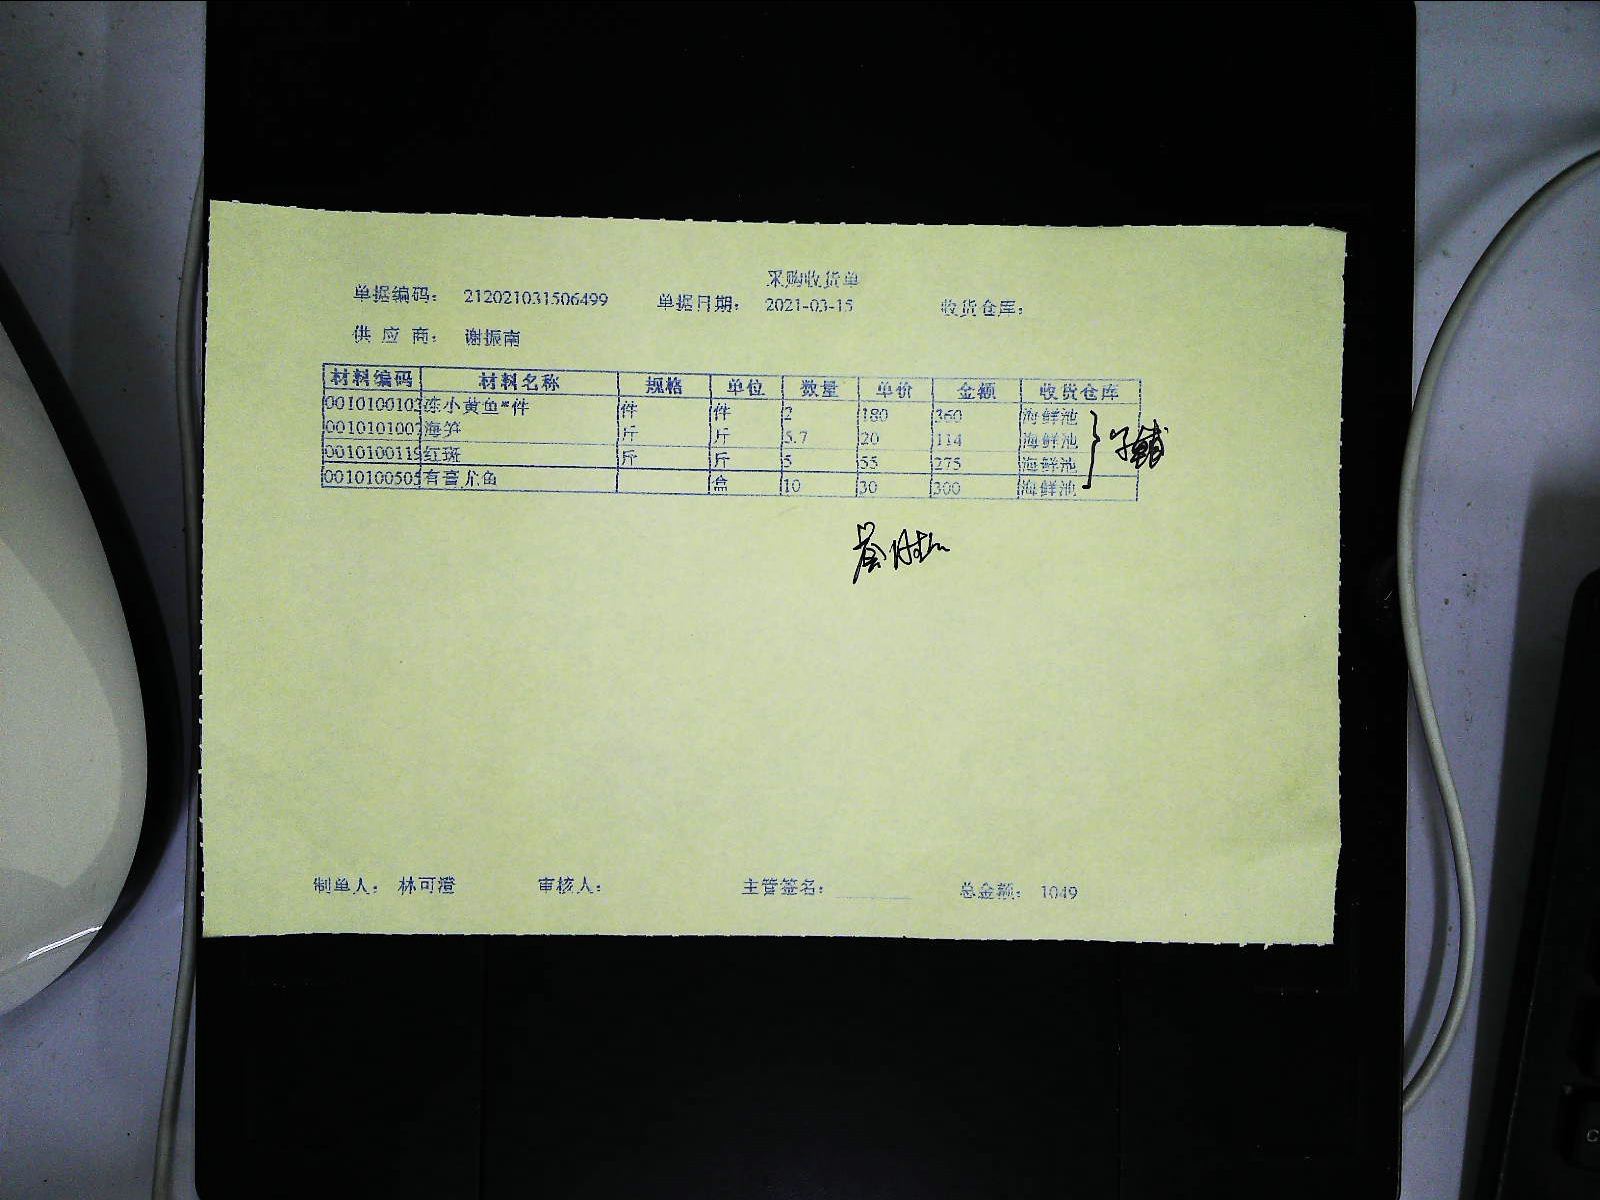 采购收货单
单据编码： 212021031506499 单据日期： 2021-03-15 收货仓库：
供 应 商： 谢振南
材料编码 材料名称 规格 单位 数量 单价 金额 收货仓库
0010100103 冻小黄鱼*件 件 件 2 180 360 海鲜池
0010101007 海笋 斤 斤 5.7 20 114 海鲜池
0010100119 红斑 斤 斤 5 55 275 海鲜池
0010100505 有喜尤鱼 盒 10 30 300 海鲜池
制单人： 林可澄 审核人： 主管签名： 总金额： 1049